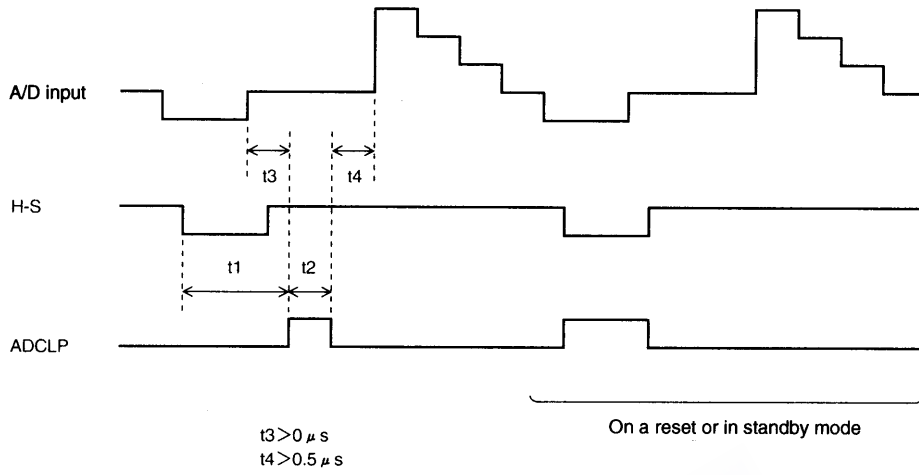 A/D input
t3
t4
H-S
t1
t2
ADCLP
On a reset or in standby mode
t3>0 μ s
t4>0.5 μ s